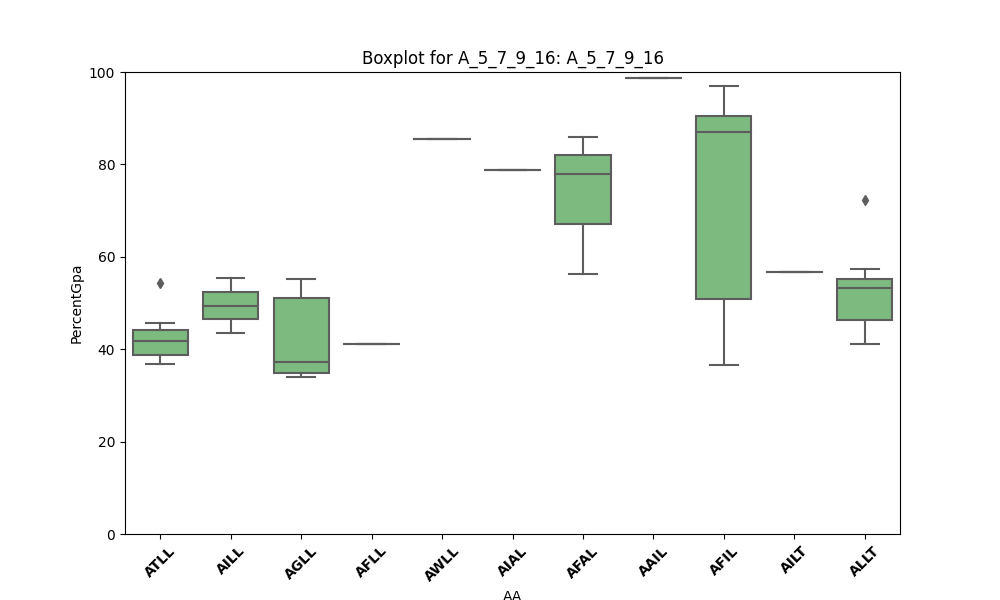 Boxplot for A_5_7_9_16: A_5_7_9_16
PercentGpa
100
80
60
40
20
0
ATLL AILL AGLL AFLL AWLL AIAL AFAL AAIL AFIL AILT ALLT
AA